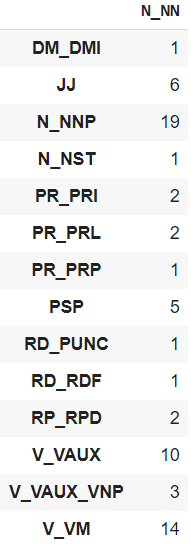 N_NN
DM_DMI 1
JJ 6
N_NNP 19
N_NST 1
PR_PRI 2
PR_PRL 2
PR_PRP 1
PSP 5
RD_PUNC 1
RD_RDF 1
RP_RPD 2
V_VAUX 10
V_VAUX_VNP 3
V_VM 14